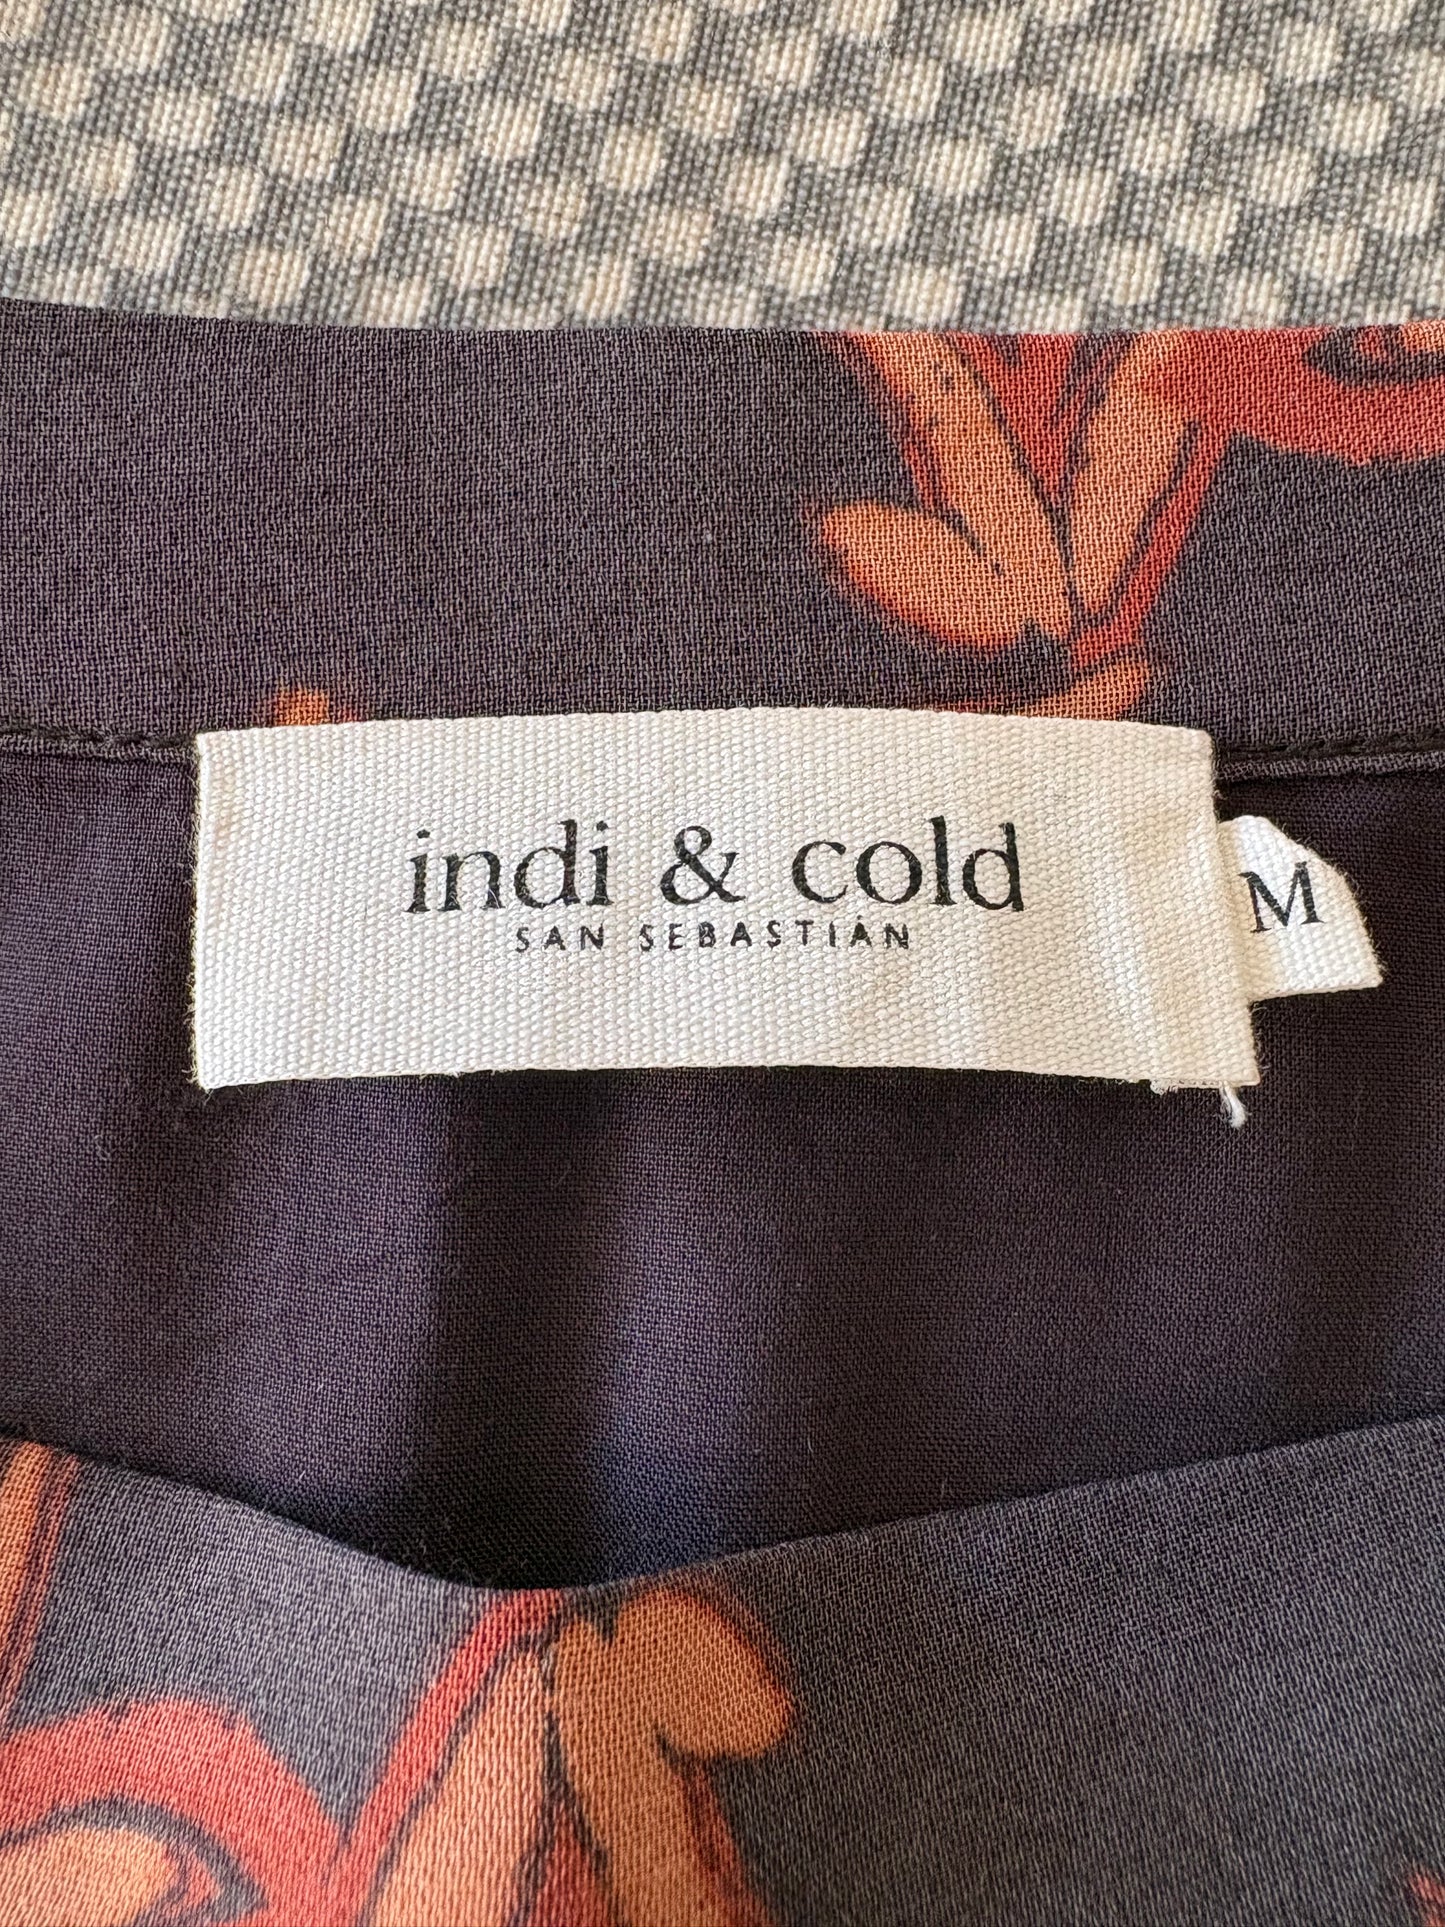 indi & cold
SAN SEBASTIÁN
M